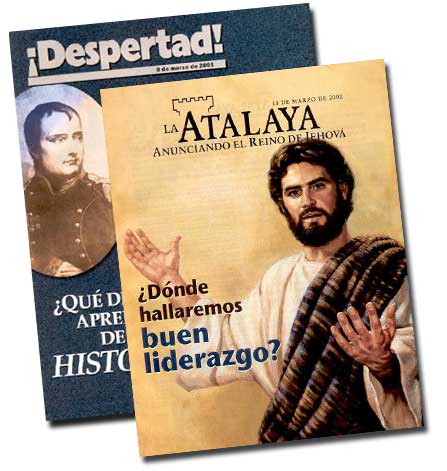 ¡Despertad!
8 de marzo de 2001
¿QUÉ D
APRE
DE
HISTO
15 DE MARZO DE 2002
LA ATALAYA
ANUNCIANDO EL REINO DE JEHOVÁ
¿Dónde
hallaremos
buen
liderazgo?